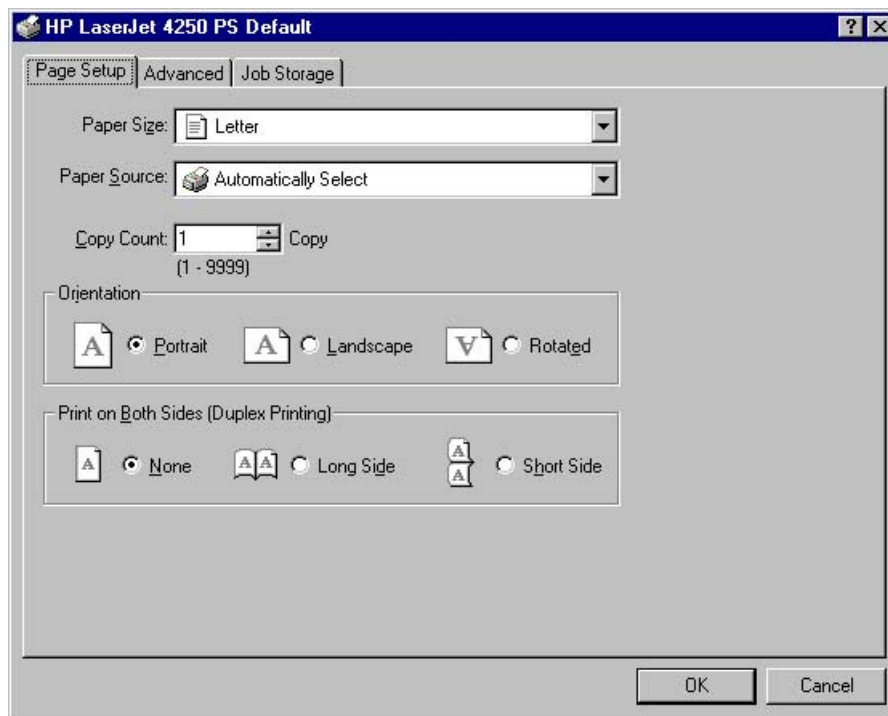 HP LaserJet 4250 PS Default
Page Setup Advanced Job Storage
Paper Size: Letter
Paper Source: Automatically Select
Copy Count: 1 Copy
(1 - 9999)
Orientation
A Portrait A Landscape A Rotated
Print on Both Sides (Duplex Printing)
A None A A Long Side A A Short Side
OK Cancel